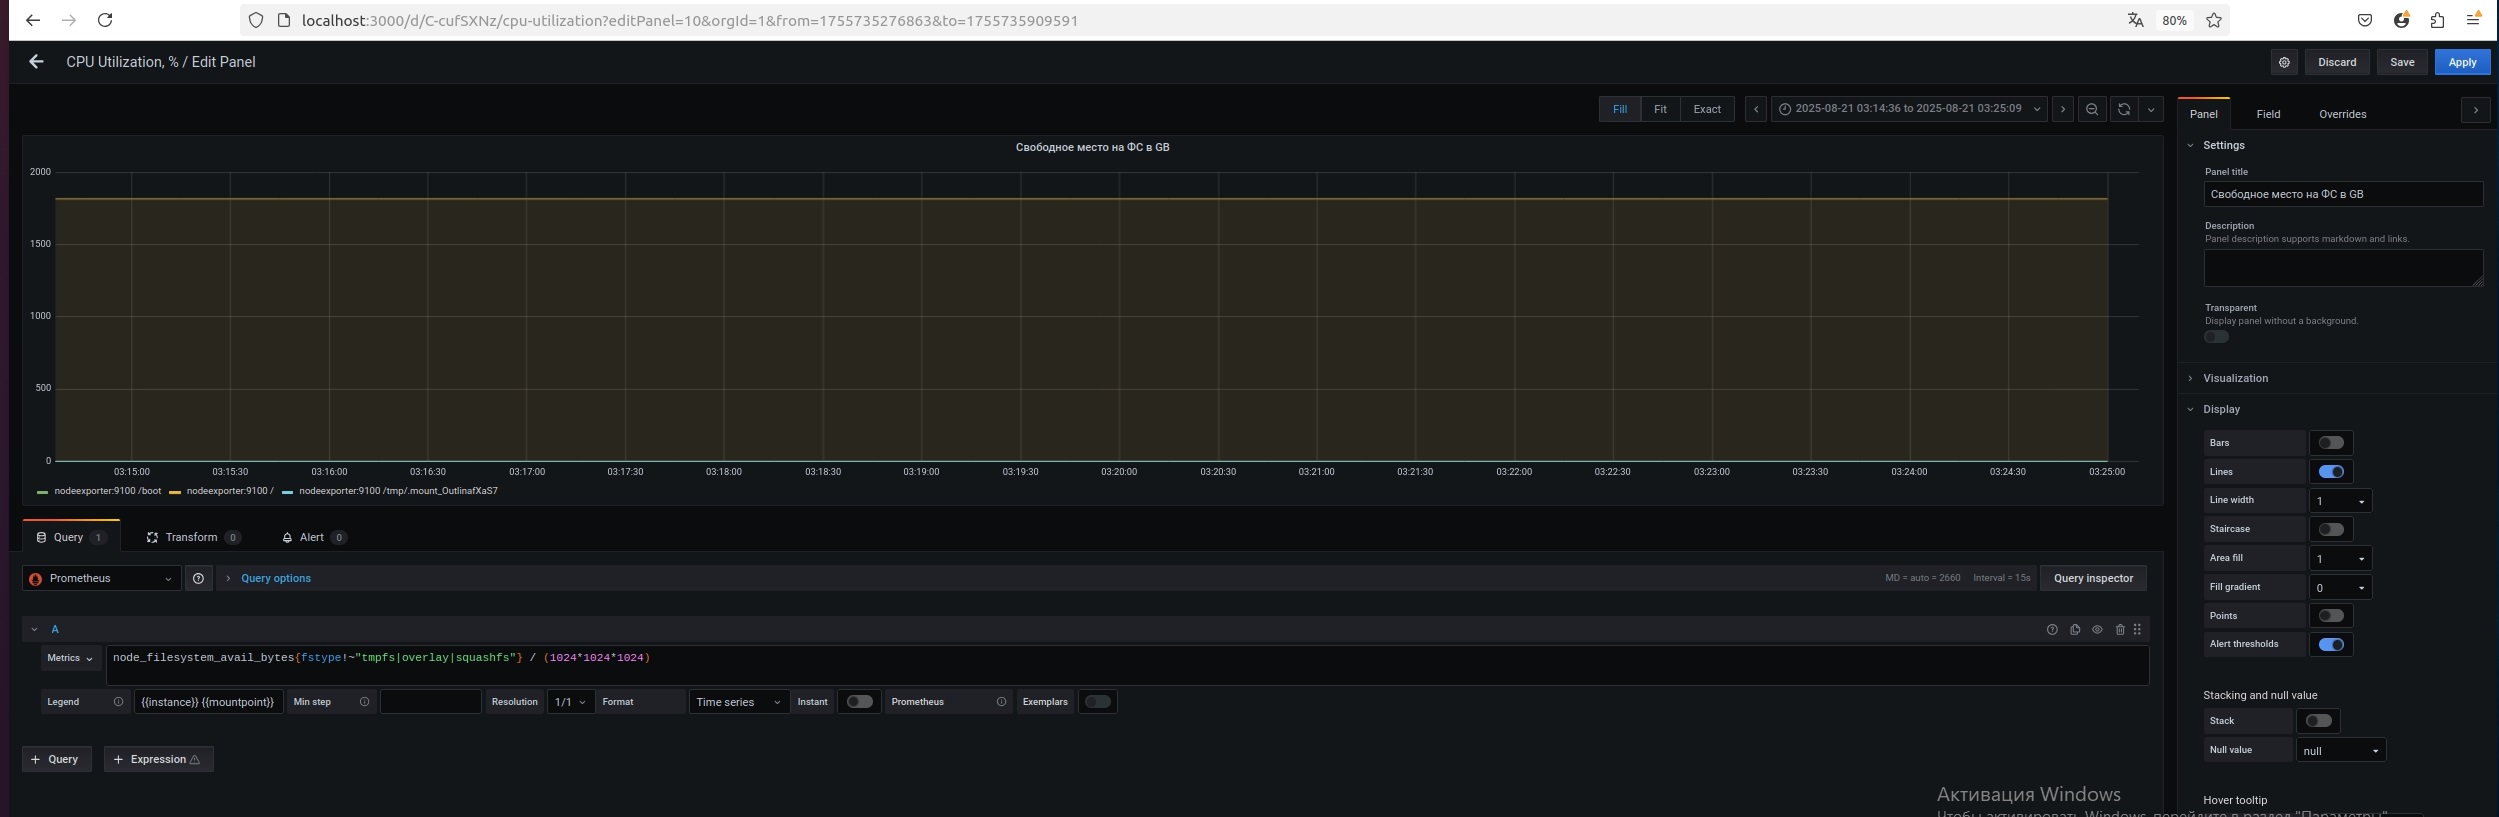 localhost:3000/d/C-cufSXNz/cpu-utilization?editPanel=10&orgId=1&from=1755735276863&to=1755735909591
80%
CPU Utilization, % / Edit Panel
Discard Save Apply
Fill Fit Exact
2025-08-21 03:14:36 to 2025-08-21 03:25:09
Свободное место на ФС в GB
2000
1500
1000
500
0
03:15:00 03:15:30 03:16:00 03:16:30 03:17:00 03:17:30 03:18:00 03:18:30 03:19:00 03:19:30 03:20:00 03:20:30 03:21:00 03:21:30 03:22:00 03:22:30 03:23:00 03:23:30 03:24:00 03:24:30 03:25:00
nodeexporter:9100 /boot nodeexporter:9100 / nodeexporter:9100 /tmp/.mount_OutlinafXaS7
Query 1 Transform 0 Alert 0
Prometheus
Query options
MD = auto = 2660 Interval = 15s
Query inspector
A
Metrics
node_filesystem_avail_bytes{fstype!~"tmpfs|overlay|squashfs"} / (1024*1024*1024)
Legend {{instance}} {{mountpoint}} Min step Resolution 1/1 Format Time series Instant Prometheus Exemplars
+ Query + Expression
Panel Field Overrides
Settings
Panel title
Свободное место на ФС в GB
Description
Panel description supports markdown and links.
Transparent
Display panel without a background.
Visualization
Display
Bars
Lines
Line width 1
Staircase
Area fill 1
Fill gradient 0
Points
Alert thresholds
Stacking and null value
Stack
Null value null
Hover tooltip
Активация Windows
Чтобы активировать Windows, перейдите в раздел "Параметры"